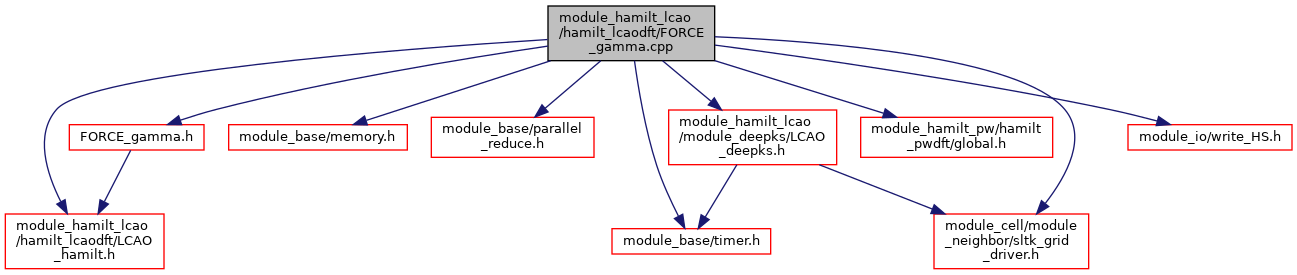 module_hamilt_lcao
/hamilt_lcaodft/FORCE
_gamma.cpp
FORCE_gamma.h
module_base/memory.h
module_base/parallel
_reduce.h
module_hamilt_lcao
/module_deepks/LCAO
_deepks.h
module_hamilt_pw/hamilt
_pwdft/global.h
module_io/write_HS.h
module_hamilt_lcao
/hamilt_lcaodft/LCAO
_hamilt.h
module_base/timer.h
module_cell/module
_neighbor/sltk_grid
_driver.h